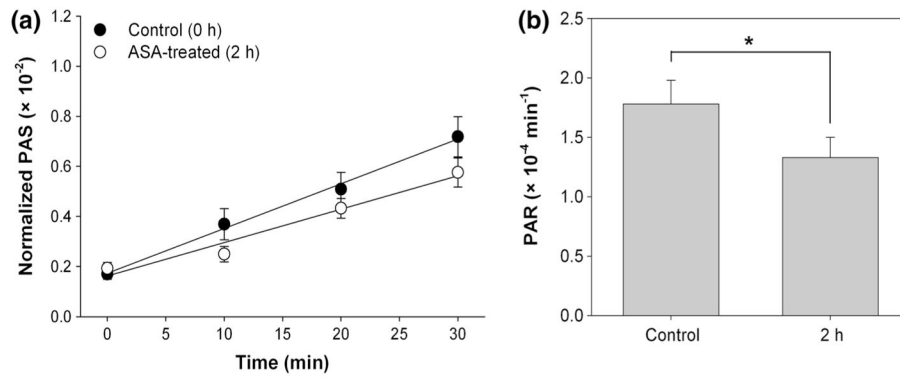 (a)
Control (0 h)
ASA-treated (2 h)
Normalized PAS (× 10⁻²)
1.2
1.0
0.8
0.6
0.4
0.2
0.0
0 5 10 15 20 25 30
Time (min)
(b)
PAR (× 10⁻⁴ min⁻¹)
2.5
2.0
1.5
1.0
0.5
0.0
*
Control 2 h